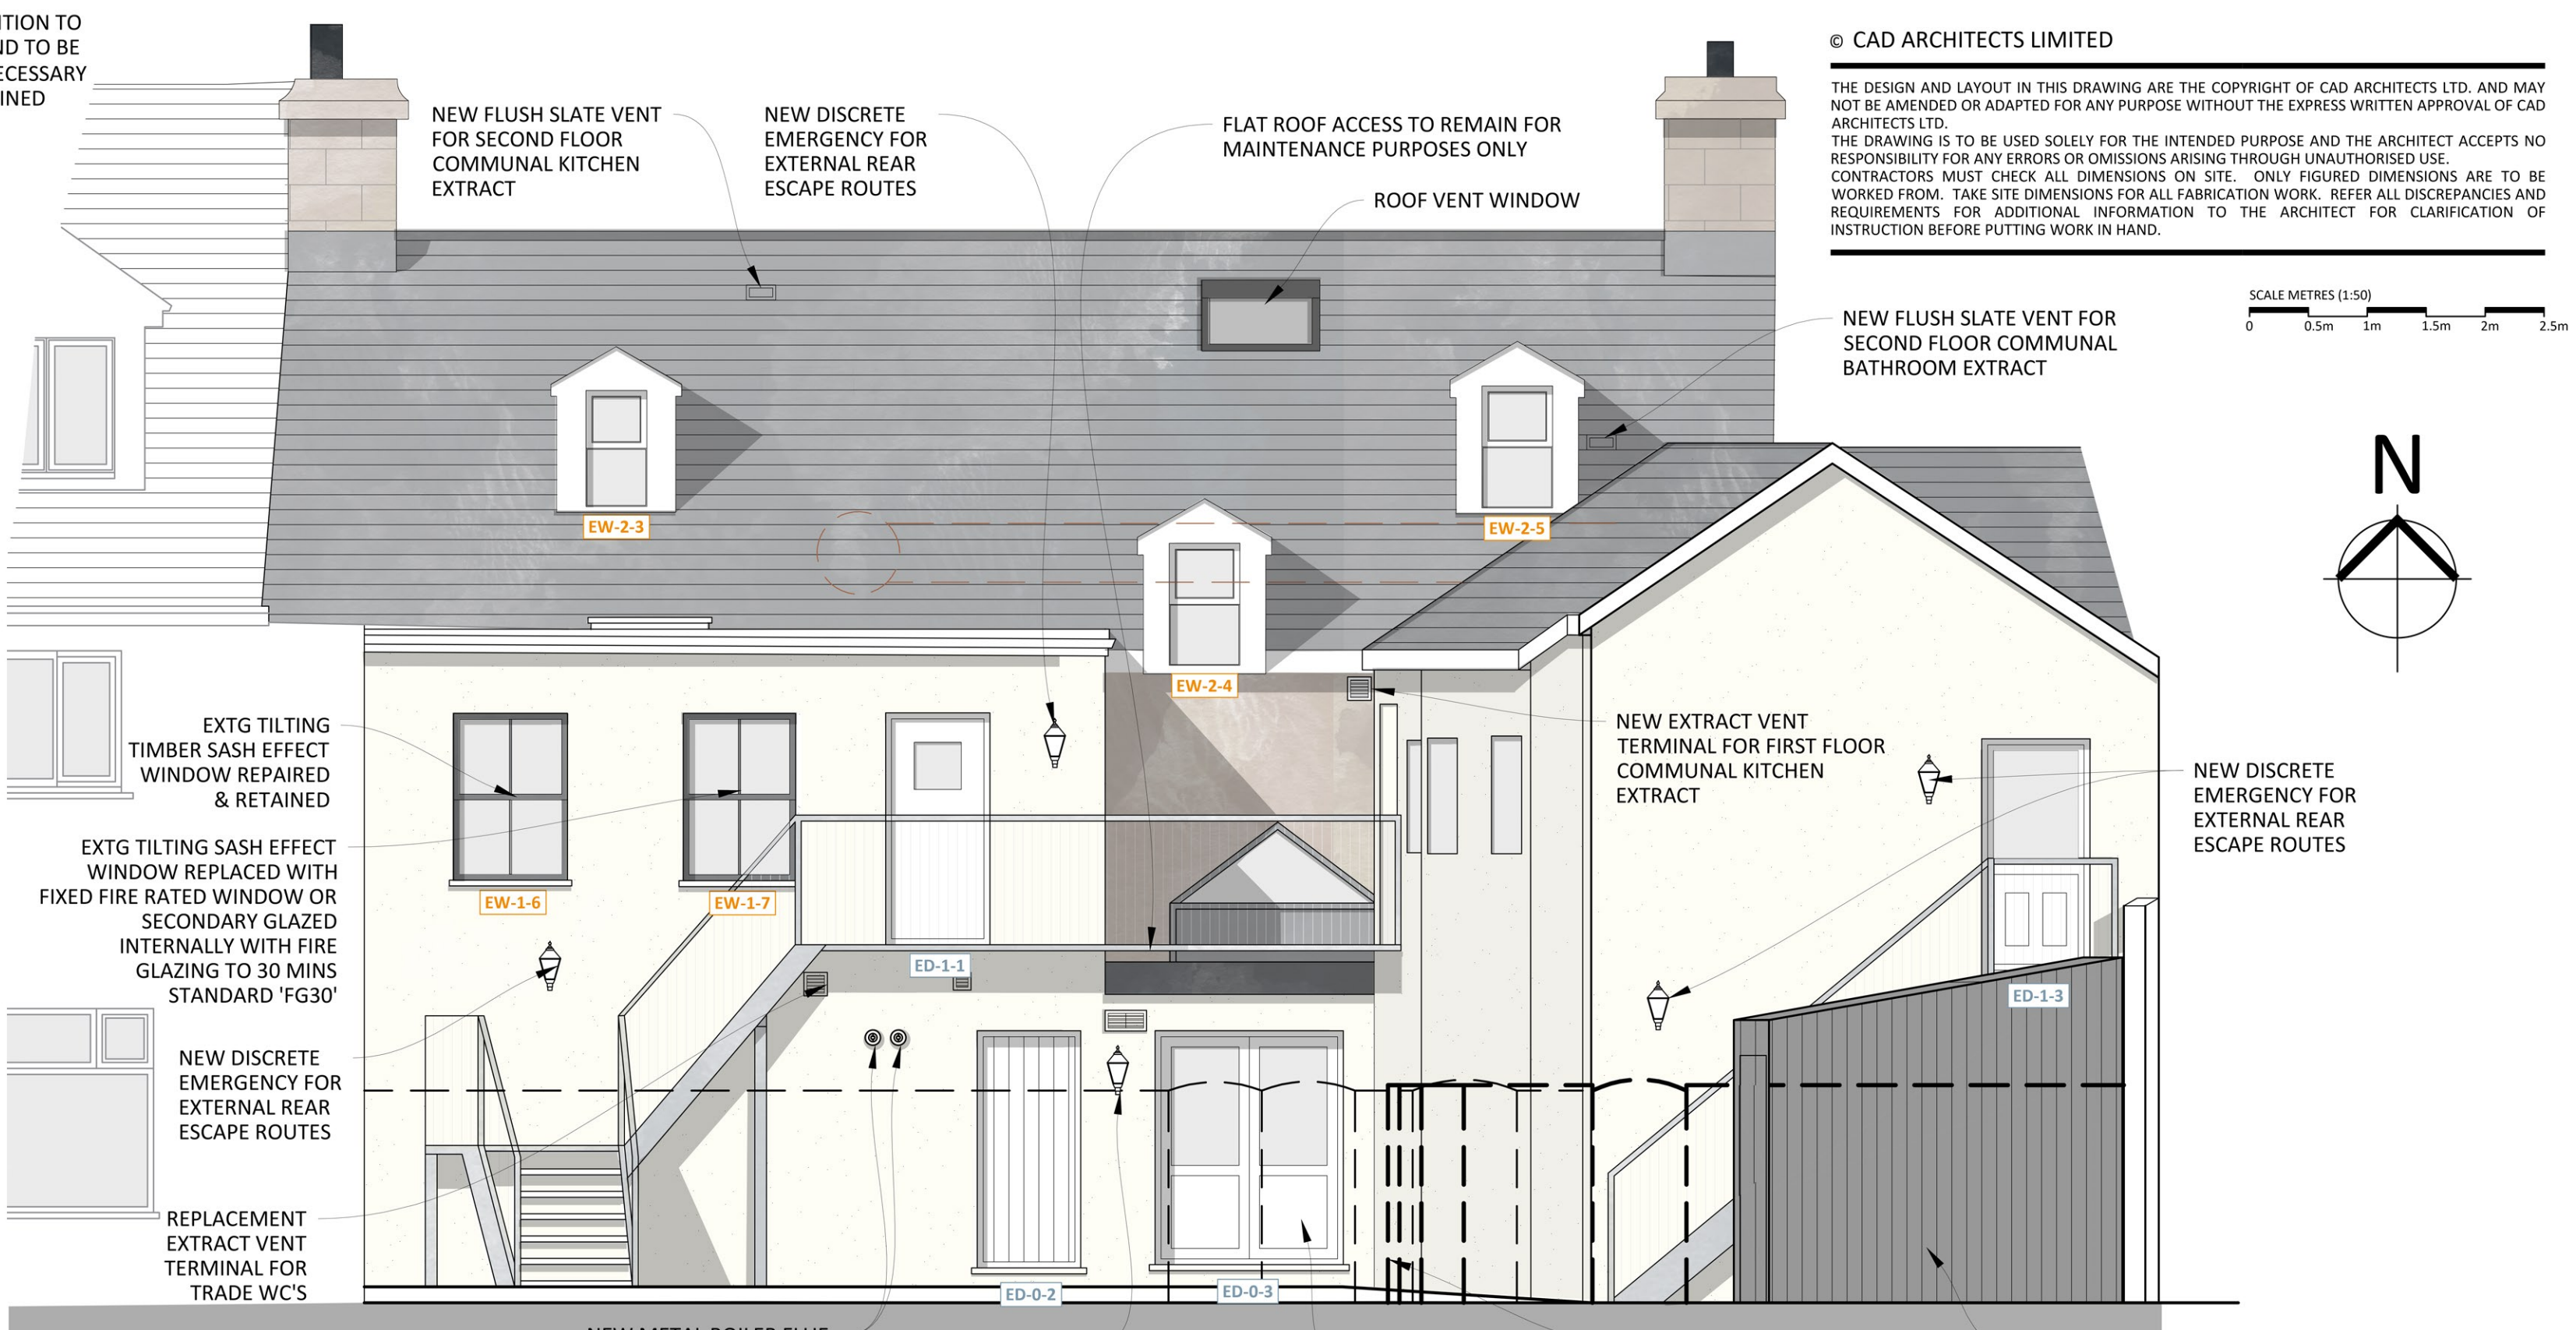 ITION TO
ND TO BE
ECESSARY
INED
NEW FLUSH SLATE VENT
FOR SECOND FLOOR
COMMUNAL KITCHEN
EXTRACT
NEW DISCRETE
EMERGENCY FOR
EXTERNAL REAR
ESCAPE ROUTES
FLAT ROOF ACCESS TO REMAIN FOR
MAINTENANCE PURPOSES ONLY
ROOF VENT WINDOW
© CAD ARCHITECTS LIMITED
THE DESIGN AND LAYOUT IN THIS DRAWING ARE THE COPYRIGHT OF CAD ARCHITECTS LTD. AND MAY
NOT BE AMENDED OR ADAPTED FOR ANY PURPOSE WITHOUT THE EXPRESS WRITTEN APPROVAL OF CAD
ARCHITECTS LTD.
THE DRAWING IS TO BE USED SOLELY FOR THE INTENDED PURPOSE AND THE ARCHITECT ACCEPTS NO
RESPONSIBILITY FOR ANY ERRORS OR OMISSIONS ARISING THROUGH UNAUTHORISED USE.
CONTRACTORS MUST CHECK ALL DIMENSIONS ON SITE. ONLY FIGURED DIMENSIONS ARE TO BE
WORKED FROM. TAKE SITE DIMENSIONS FOR ALL FABRICATION WORK. REFER ALL DISCREPANCIES AND
REQUIREMENTS FOR ADDITIONAL INFORMATION TO THE ARCHITECT FOR CLARIFICATION OF
INSTRUCTION BEFORE PUTTING WORK IN HAND.
SCALE METRES (1:50)
0 0.5m 1m 1.5m 2m 2.5m
NEW FLUSH SLATE VENT FOR
SECOND FLOOR COMMUNAL
BATHROOM EXTRACT
N
EW-2-3
EW-2-5
EW-2-4
EXTG TILTING
TIMBER SASH EFFECT
WINDOW REPAIRED
& RETAINED
NEW EXTRACT VENT
TERMINAL FOR FIRST FLOOR
COMMUNAL KITCHEN
EXTRACT
NEW DISCRETE
EMERGENCY FOR
EXTERNAL REAR
ESCAPE ROUTES
EXTG TILTING SASH EFFECT
WINDOW REPLACED WITH
FIXED FIRE RATED WINDOW OR
SECONDARY GLAZED
INTERNALLY WITH FIRE
GLAZING TO 30 MINS
STANDARD 'FG30'
EW-1-6
EW-1-7
ED-1-1
ED-1-3
NEW DISCRETE
EMERGENCY FOR
EXTERNAL REAR
ESCAPE ROUTES
REPLACEMENT
EXTRACT VENT
TERMINAL FOR
TRADE WC'S
ED-0-2
ED-0-3
NEW METAL BOILER FLUE